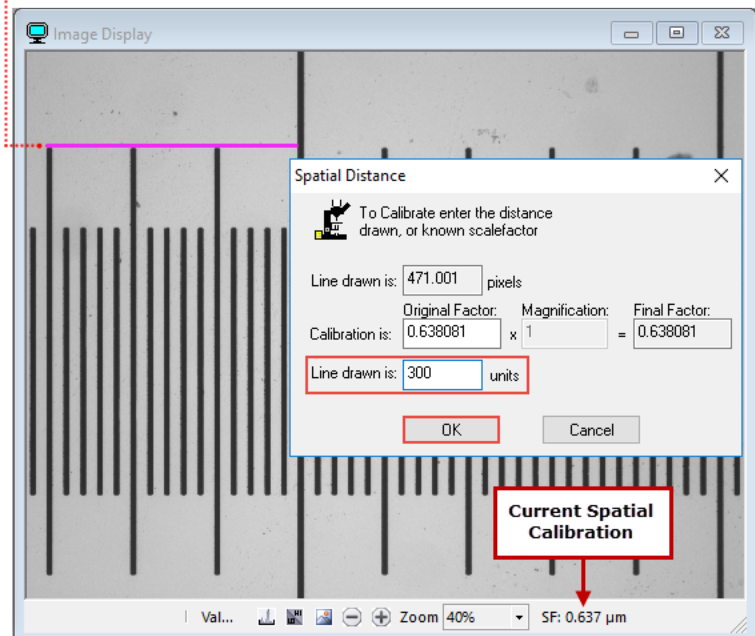 Image Display
Spatial Distance
To Calibrate enter the distance
drawn, or known scalefactor
Line drawn is: 471.001 pixels
Original Factor: Magnification: Final Factor:
Calibration is: 0.638081 x 1 = 0.638081
Line drawn is: 300 units
OK Cancel
Current Spatial
Calibration
Val... HI LO Zoom 40% SF: 0.637 µm